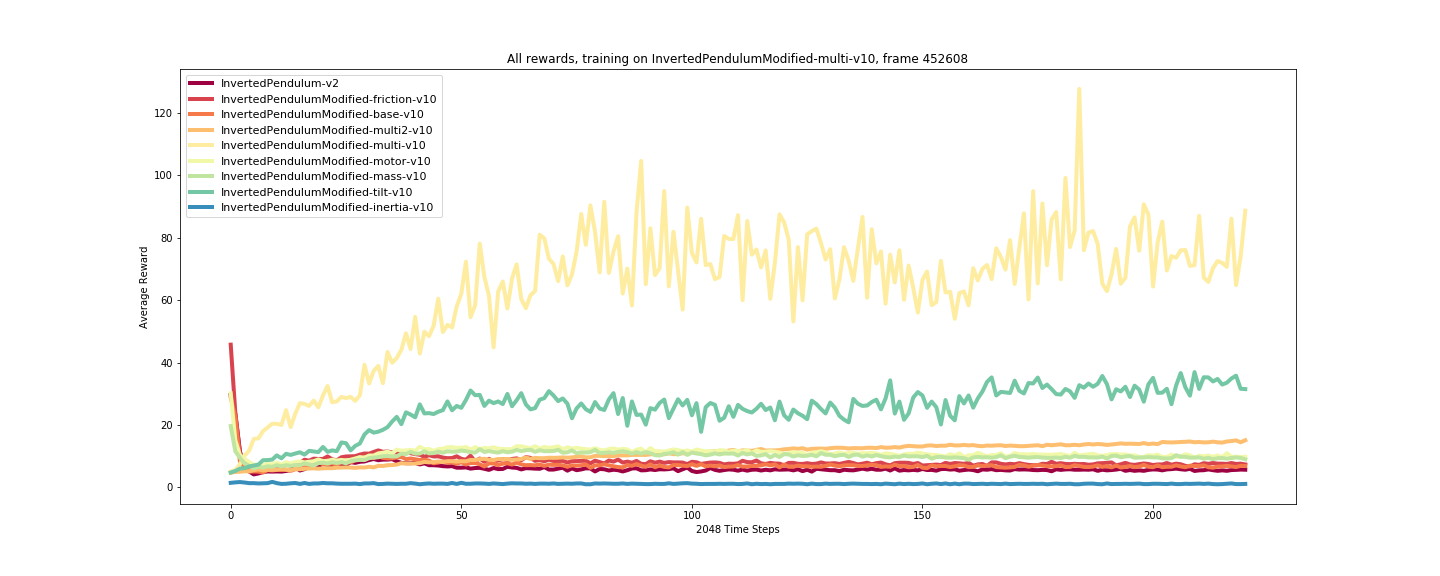 All rewards, training on InvertedPendulumModified-multi-v10, frame 452608
InvertedPendulum-v2
InvertedPendulumModified-friction-v10
InvertedPendulumModified-base-v10
InvertedPendulumModified-multi2-v10
InvertedPendulumModified-multi-v10
InvertedPendulumModified-motor-v10
InvertedPendulumModified-mass-v10
InvertedPendulumModified-tilt-v10
InvertedPendulumModified-inertia-v10
Average Reward
120
100
80
60
40
20
0
0 50 100 150 200
2048 Time Steps